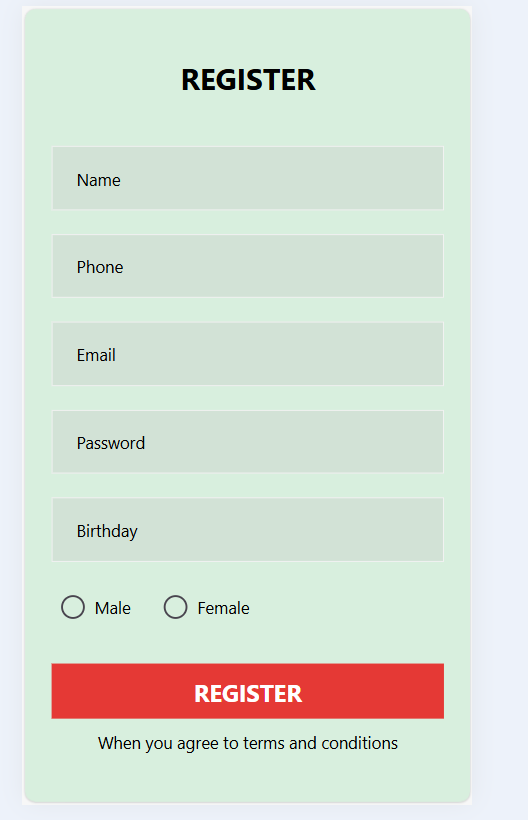 REGISTER
Name
Phone
Email
Password
Birthday
Male Female
REGISTER
When you agree to terms and conditions